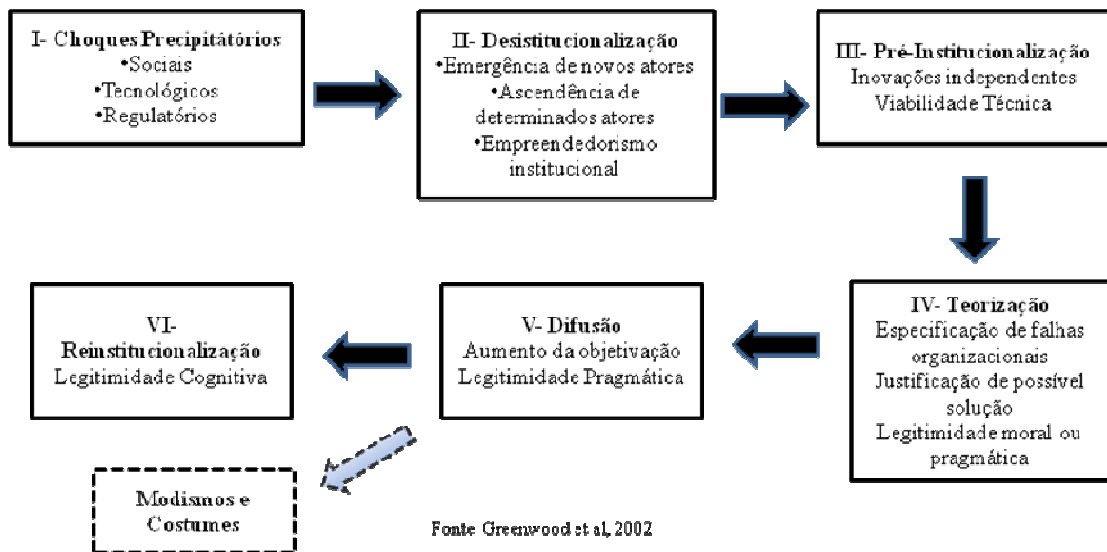 I- Choques Precipitátórios
•Sociais
•Tecnológicos
•Regulatórios
II- Desistitucionalização
•Emergência de novos atores
•Ascendência de
determinados atores
•Empreendedorismo
institucional
III- Pré-Institucionalização
Inovações independentes
Viabilidade Técnica
IV- Teorização
Especificação de falhas
organizacionais
Justificação de possível
solução
Legitimidade moral ou
pragmática
V- Difusão
Aumento da objetivação
Legitimidade Pragmática
VI-
Reinstitucionalização
Legitimidade Cognitiva
Modismos e
Costumes
Fonte Greenwood et al, 2002